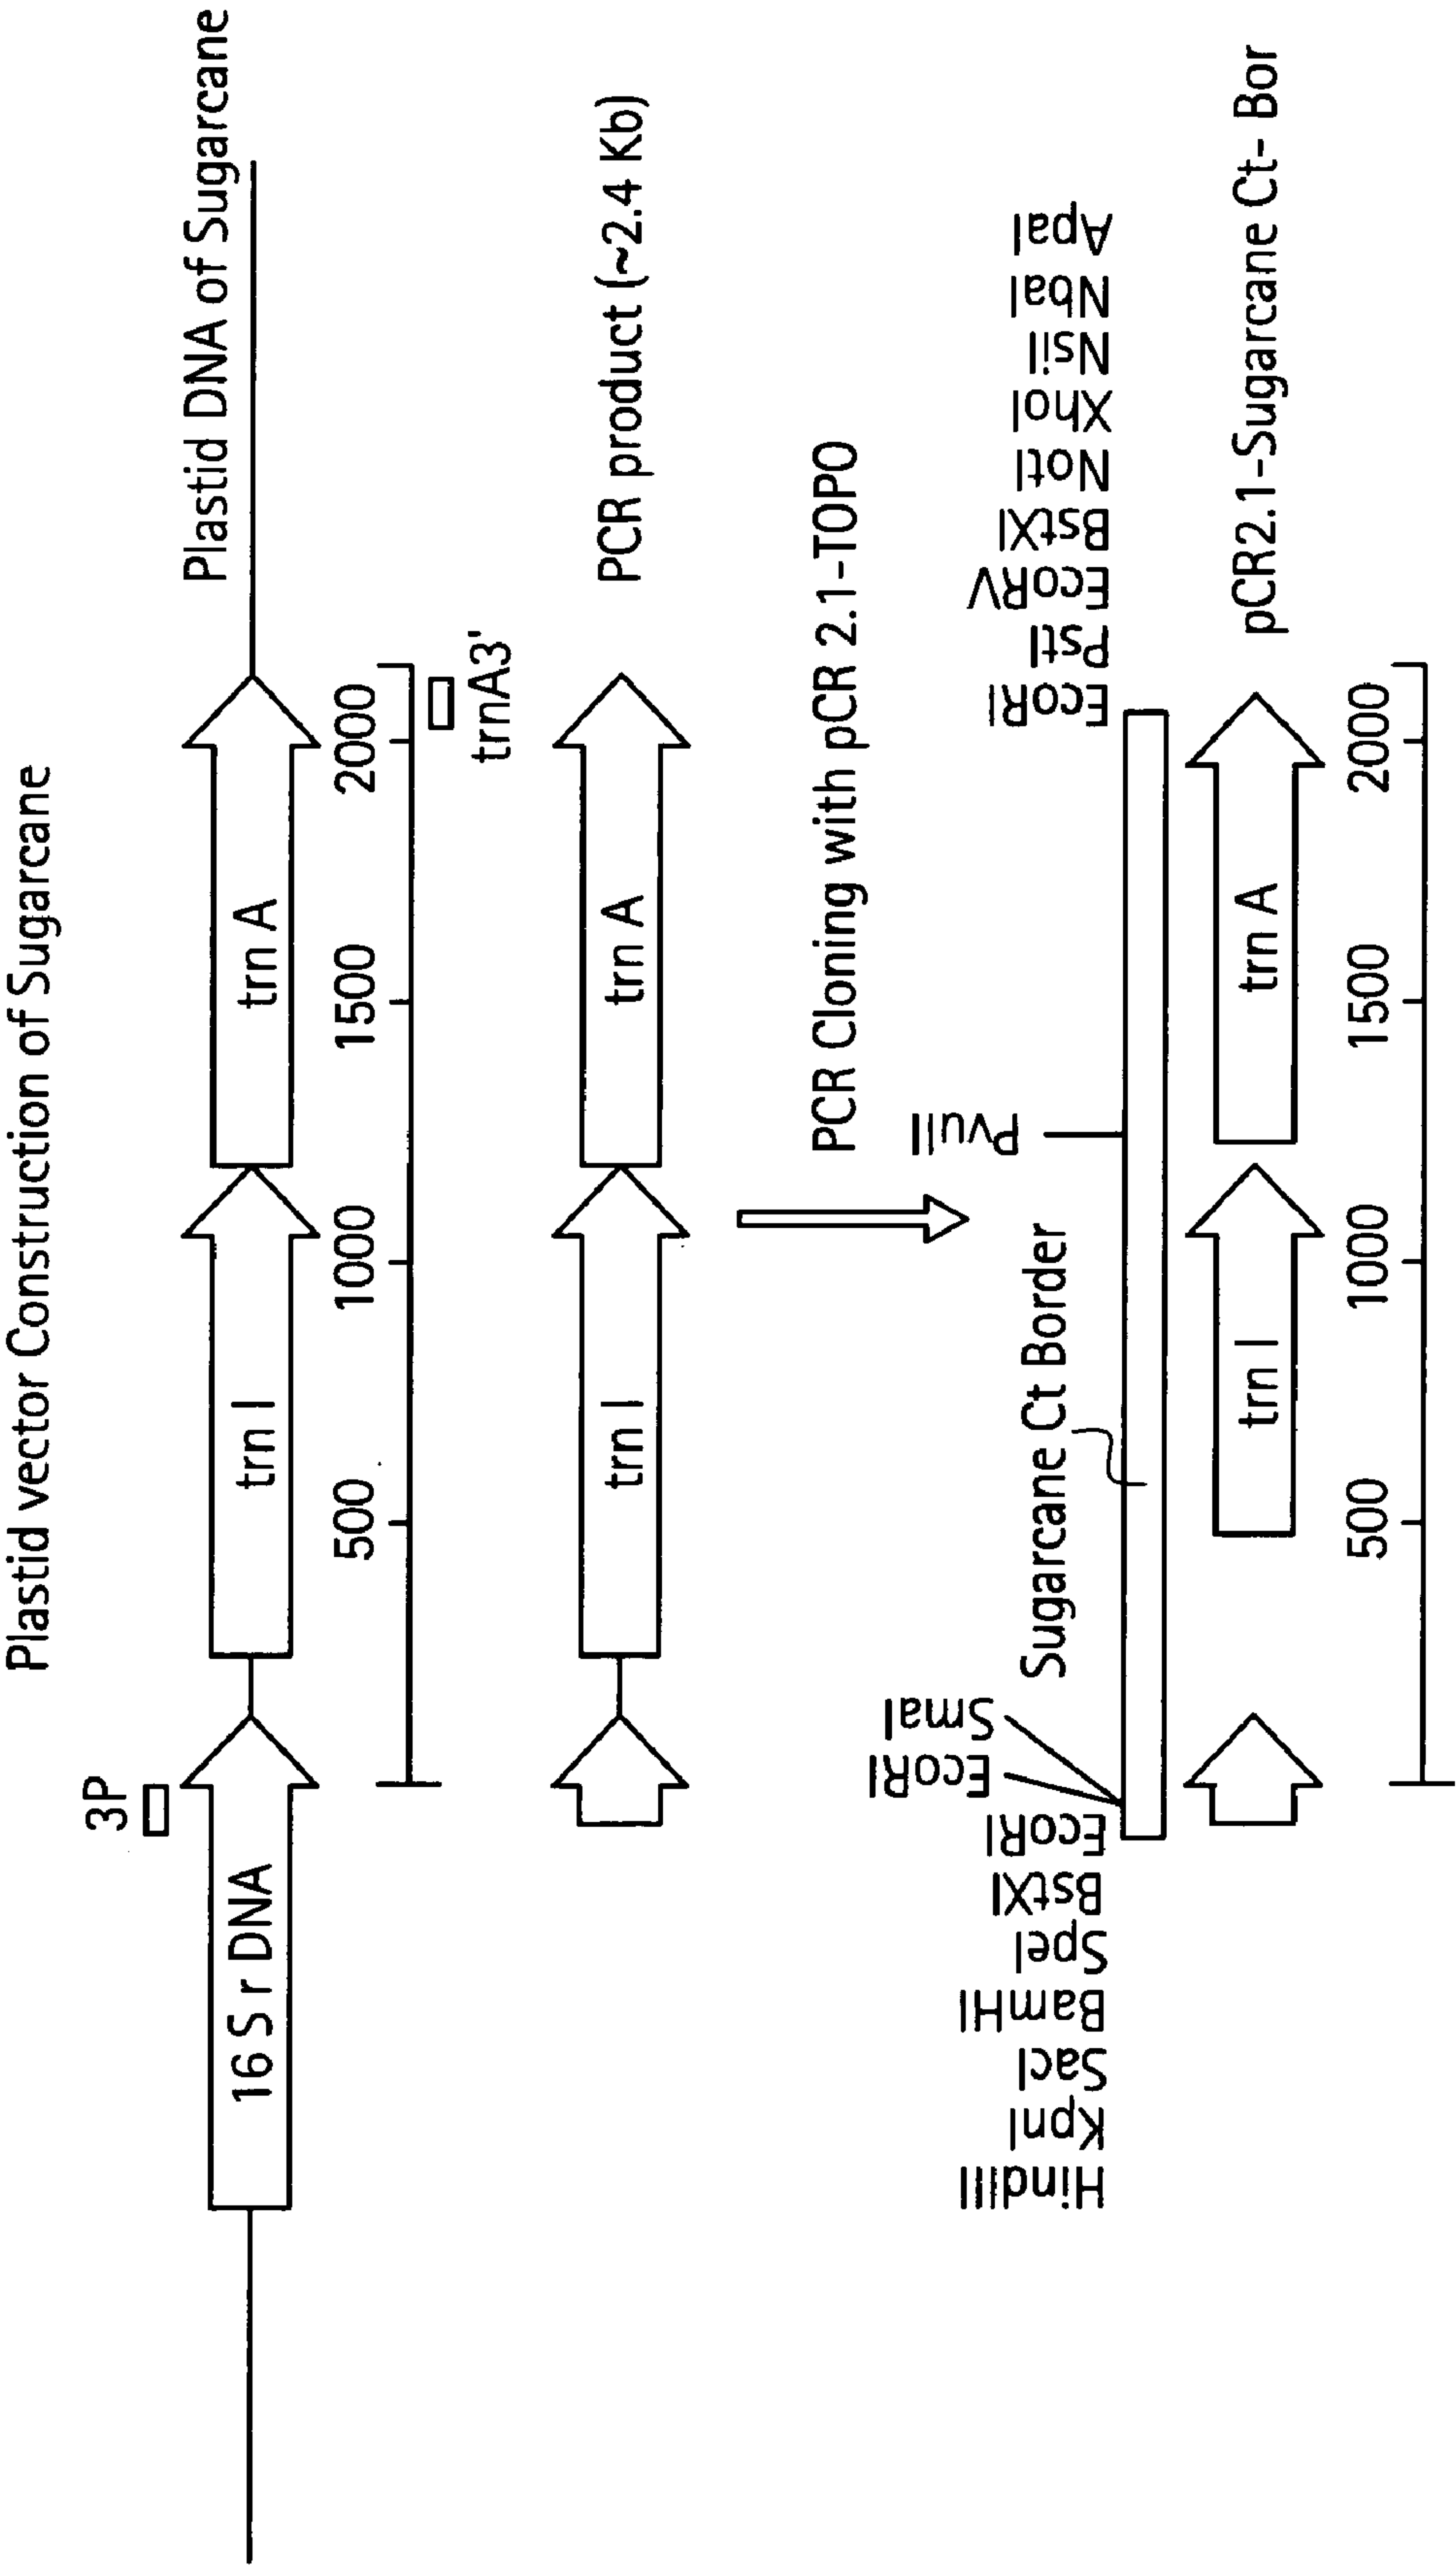 Plastid vector Construction of Sugarcane
Plastid DNA of Sugarcane
3P
16 S r DNA
trn I
trn A
500
1000
1500
2000
trnA3'
trn I
trn A
PCR product (~2.4 Kb)
PCR Cloning with pCR 2.1-TOPO
HindIII
KpnI
SacI
BamHI
SpeI
BstXI
EcoRI
EcoRI
SmaI
Sugarcane Ct Border
PvuII
EcoRI
PstI
EcoRV
BstXI
NotI
XhoI
NsiI
NbaI
ApaI
trn I
trn A
pCR2.1-Sugarcane Ct- Bor
500
1000
1500
2000